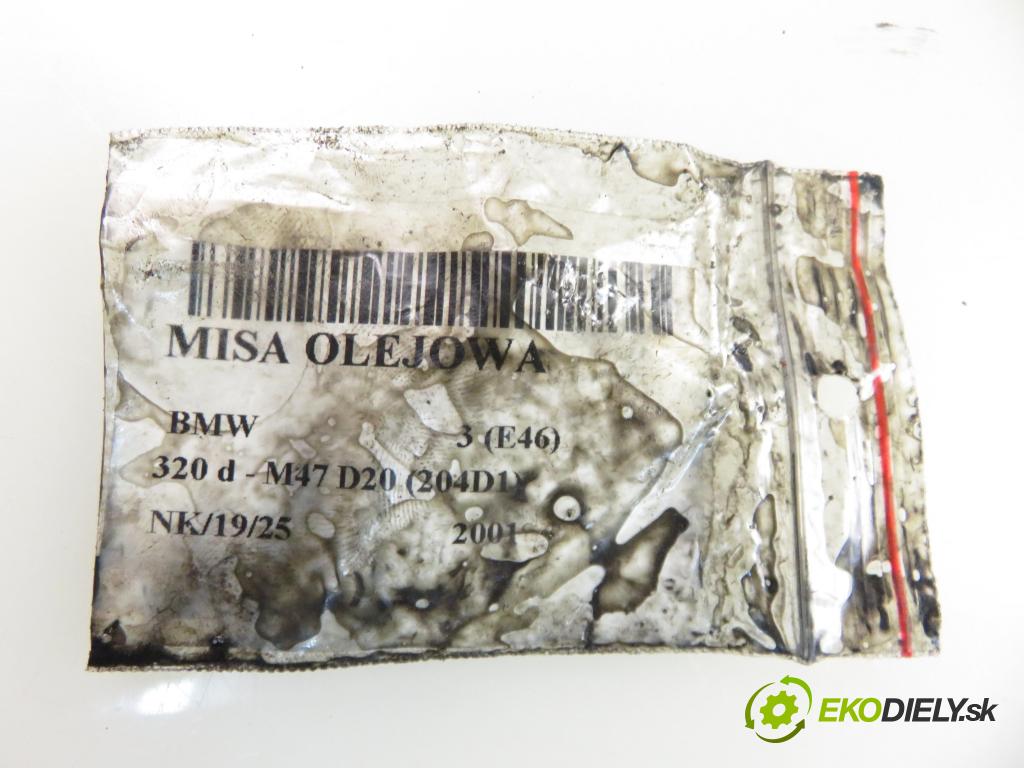 MISA OLEJOWA
BMW 3 (E46)
320 d - M47 D20 (204D1)
NK/19/25 2001
EKODIELY.sk